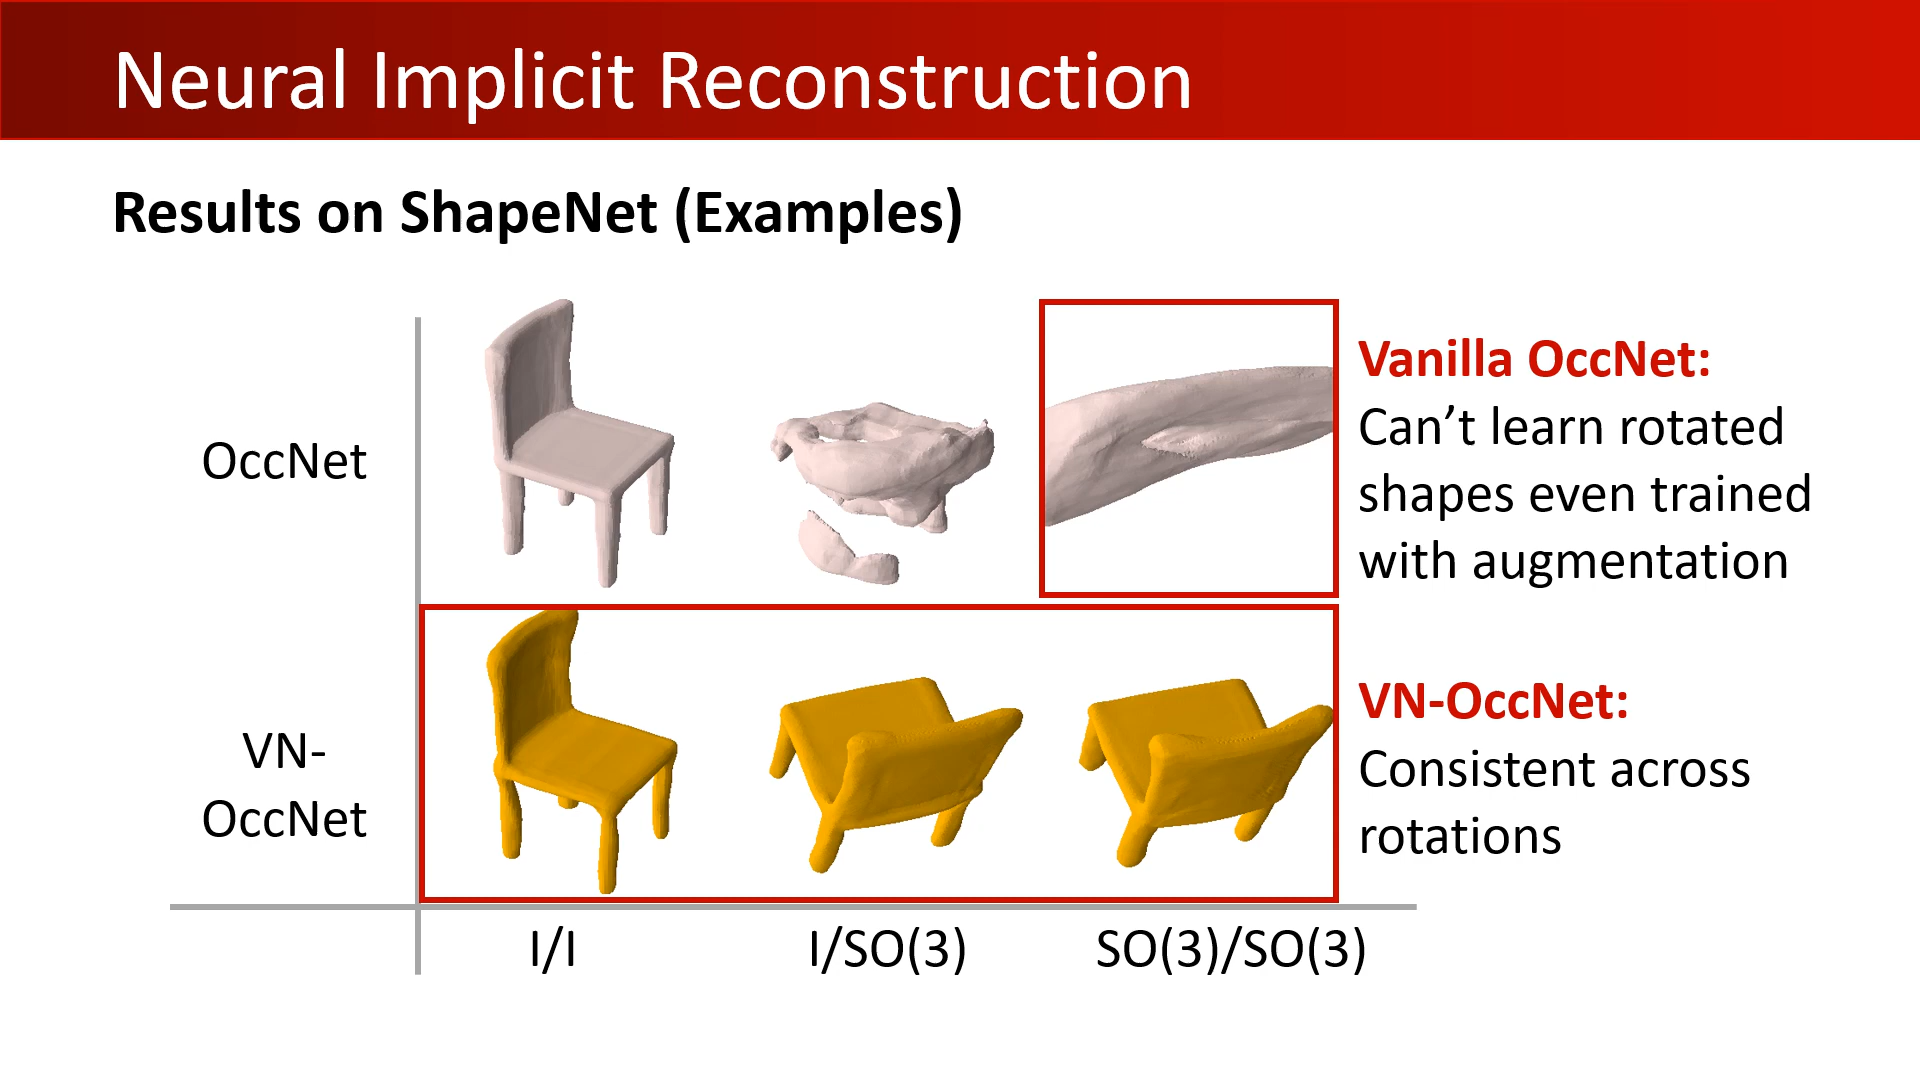 Neural Implicit Reconstruction
Results on ShapeNet (Examples)
OccNet
Vanilla OccNet:
Can’t learn rotated
shapes even trained
with augmentation
VN-
OccNet
VN-OccNet:
Consistent across
rotations
I/I
I/SO(3)
SO(3)/SO(3)